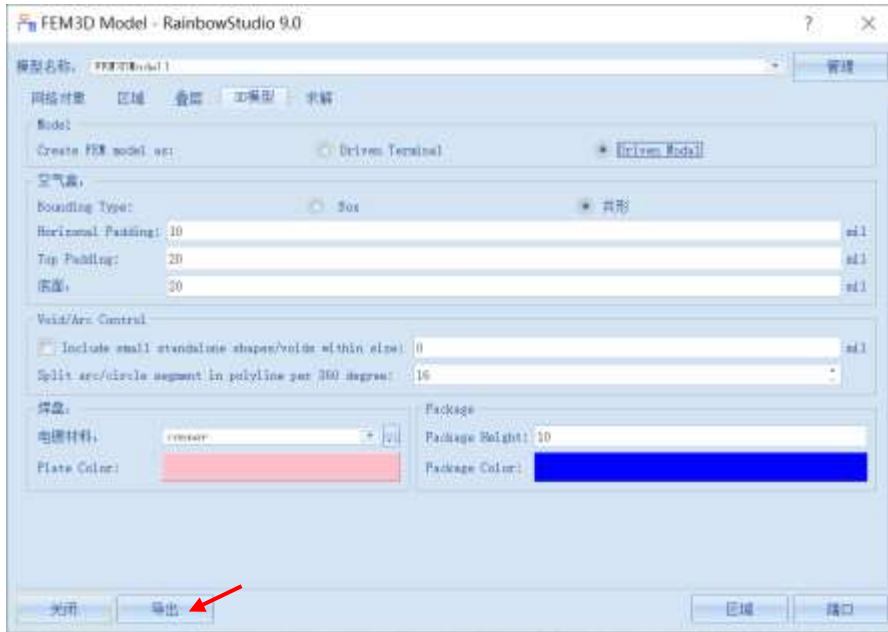 FEM3D Model - RainbowStudio 9.0
模型名称: FEM3DModel1 管理
网络对象 区域 叠层 3D模型 求解
Model
Create FEM model as: Driven Terminal Driven Modal
空气盒:
Bounding Type: Box 共形
Horizonal Padding: 10 mil
Top Padding: 20 mil
底面: 20 mil
Void/Arc Control
Include small standalone shapes/voids within size: 0 mil
Split arc/circle segment in polyline per 360 degree: 16
焊盘: Package
电镀材料: copper Package Height: 10
Plate Color: Package Color:
关闭 导出 区域 端口